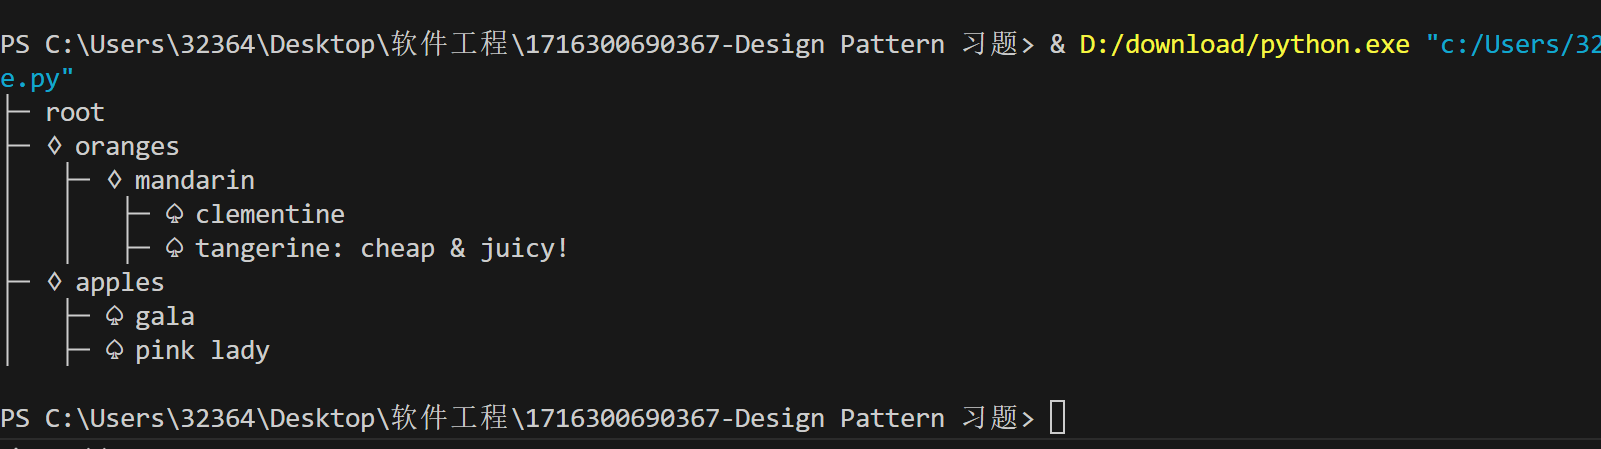 PS C:\Users\32364\Desktop\软件工程\1716300690367-Design Pattern 习题> & D:/download/python.exe "c:/Users/32
e.py"
├─ root
├─ ♢ oranges
│   ├─ ♢ mandarin
│   │   ├─ ♤ clementine
│   │   ├─ ♤ tangerine: cheap & juicy!
├─ ♢ apples
│   ├─ ♤ gala
│   ├─ ♤ pink lady
PS C:\Users\32364\Desktop\软件工程\1716300690367-Design Pattern 习题>